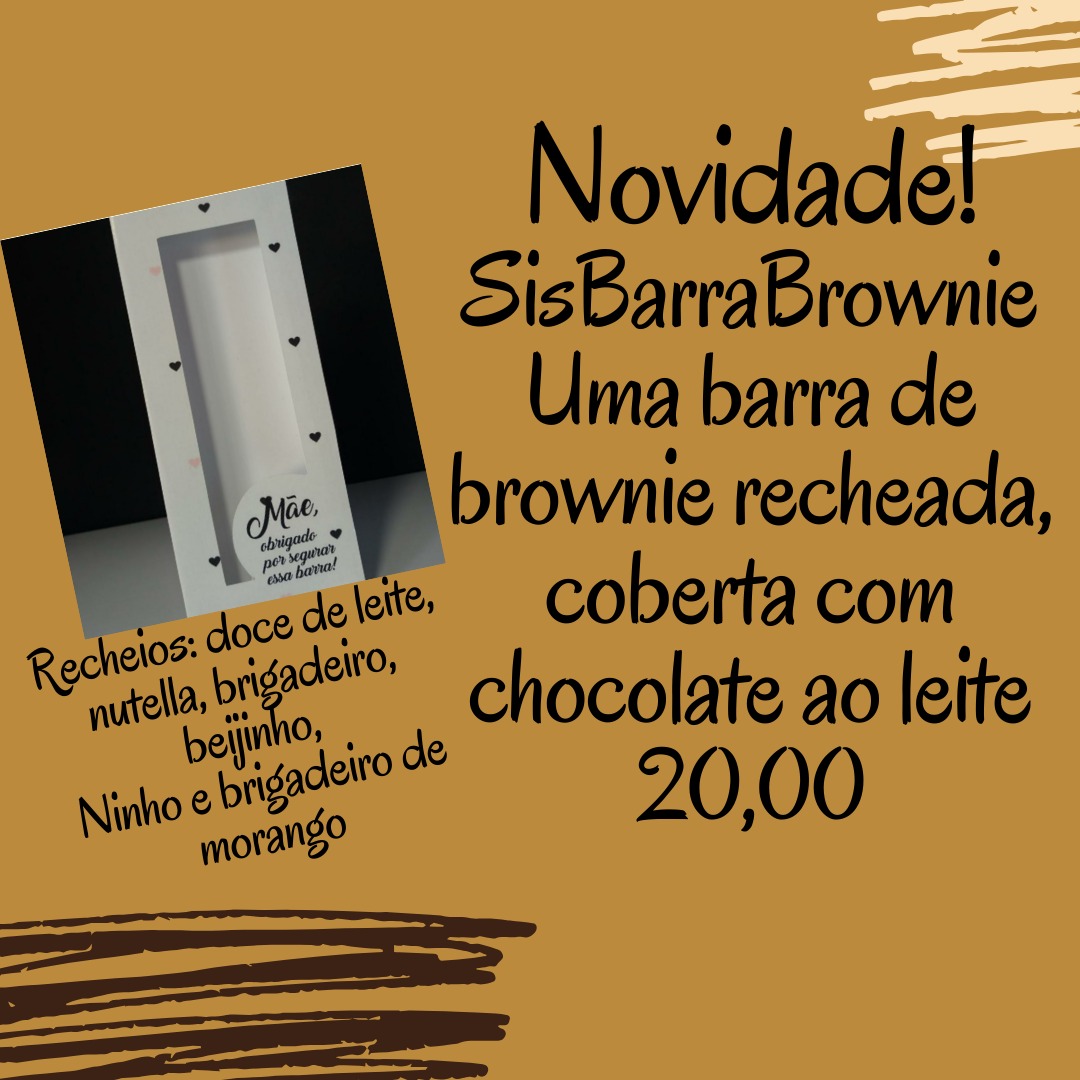 Novidade!
SisBarraBrownie
Uma barra de
brownie recheada,
coberta com
chocolate ao leite
20,00
Mãe,
obrigado
por segurar
essa barra!
Recheios: doce de leite,
nutella, brigadeiro,
beijinho,
Ninho e brigadeiro de
morango